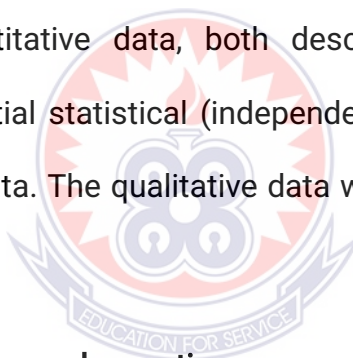 titative data, both desc
tial statistical (independe
ta. The qualitative data w
EDUCATION FOR SERVICE